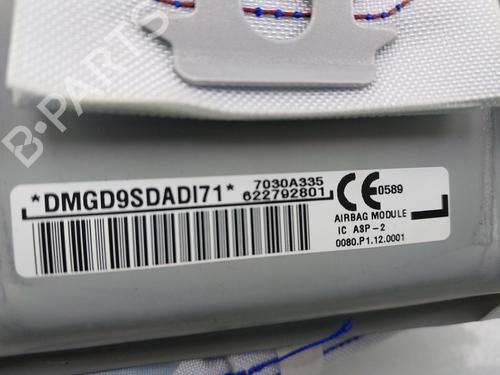 B-PARTS
*DMGD9SDADI71*
7030A335
622792801
CE 0589
AIRBAG MODULE
IC ASP-2
0080.P1.12.0001